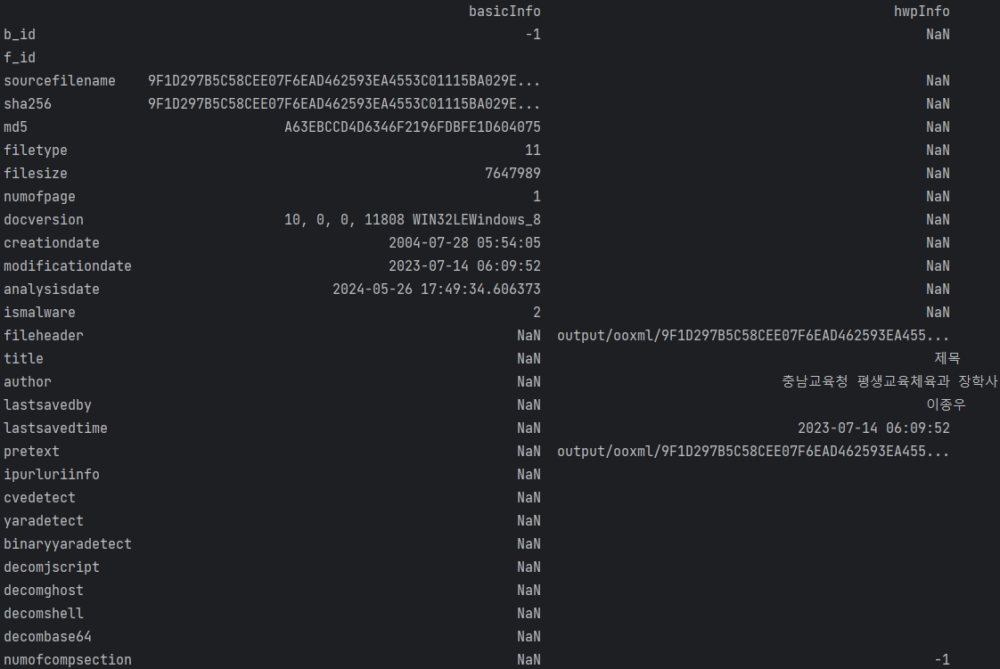 basicInfo hwpInfo
b_id -1 NaN
f_id
sourcefilename 9F1D297B5C58CEE07F6EAD462593EA4553C01115BA029E... NaN
sha256 9F1D297B5C58CEE07F6EAD462593EA4553C01115BA029E... NaN
md5 A63EBCCD4D6346F2196FDBFE1D604075 NaN
filetype 11 NaN
filesize 7647989 NaN
numofpage 1 NaN
docversion 10, 0, 0, 11808 WIN32LEWindows_8 NaN
creationdate 2004-07-28 05:54:05 NaN
modificationdate 2023-07-14 06:09:52 NaN
analysisdate 2024-05-26 17:49:34.606373 NaN
ismalware 2 NaN
fileheader NaN output/ooxml/9F1D297B5C58CEE07F6EAD462593EA455...
title NaN 제목
author NaN 충남교육청 평생교육체육과 장학사
lastsavedby NaN 이종우
lastsavedtime NaN 2023-07-14 06:09:52
pretext NaN output/ooxml/9F1D297B5C58CEE07F6EAD462593EA455...
ipurluriinfo NaN
cvedetect NaN
yaradetect NaN
binaryyaradetect NaN
decomjscript NaN
decomghost NaN
decomshell NaN
decombase64 NaN
numofcompsection NaN -1